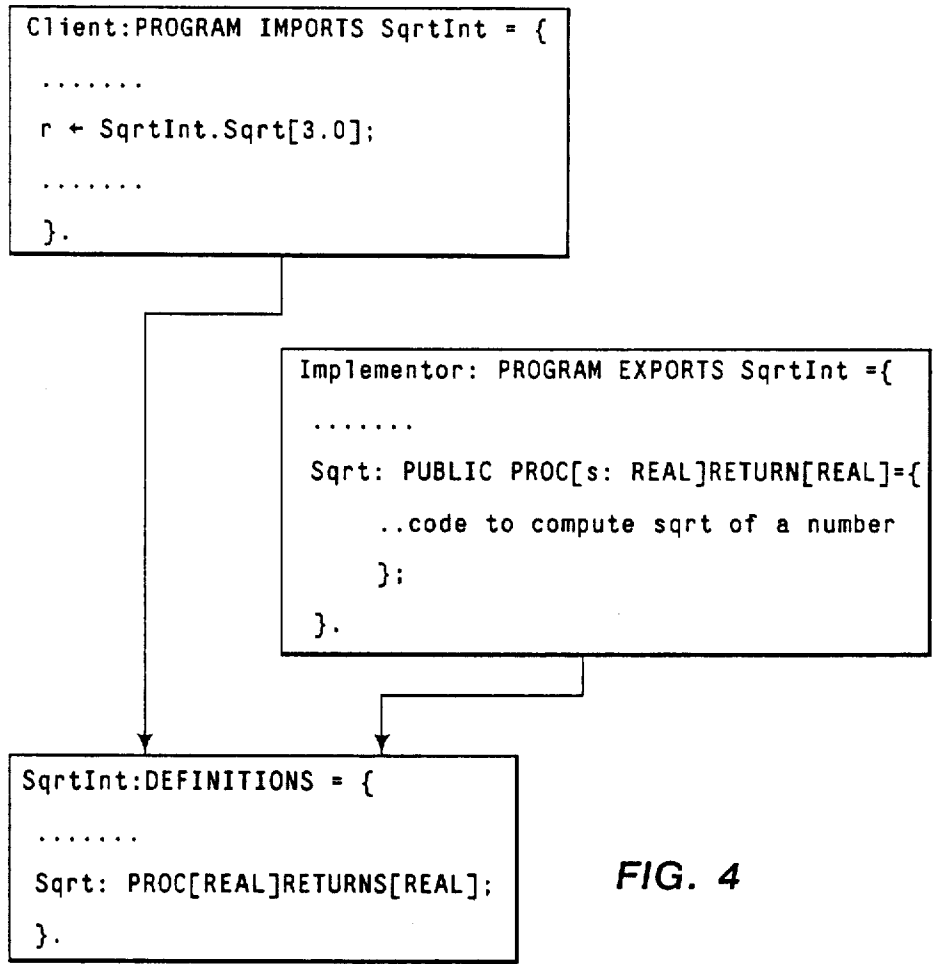 Client:PROGRAM IMPORTS SqrtInt = {
.......
r ← SqrtInt.Sqrt[3.0];
.......
}.
Implementor: PROGRAM EXPORTS SqrtInt ={
.......
Sqrt: PUBLIC PROC[s: REAL]RETURN[REAL]={
..code to compute sqrt of a number
};
}.
SqrtInt:DEFINITIONS = {
.......
Sqrt: PROC[REAL]RETURNS[REAL];
}.
FIG. 4